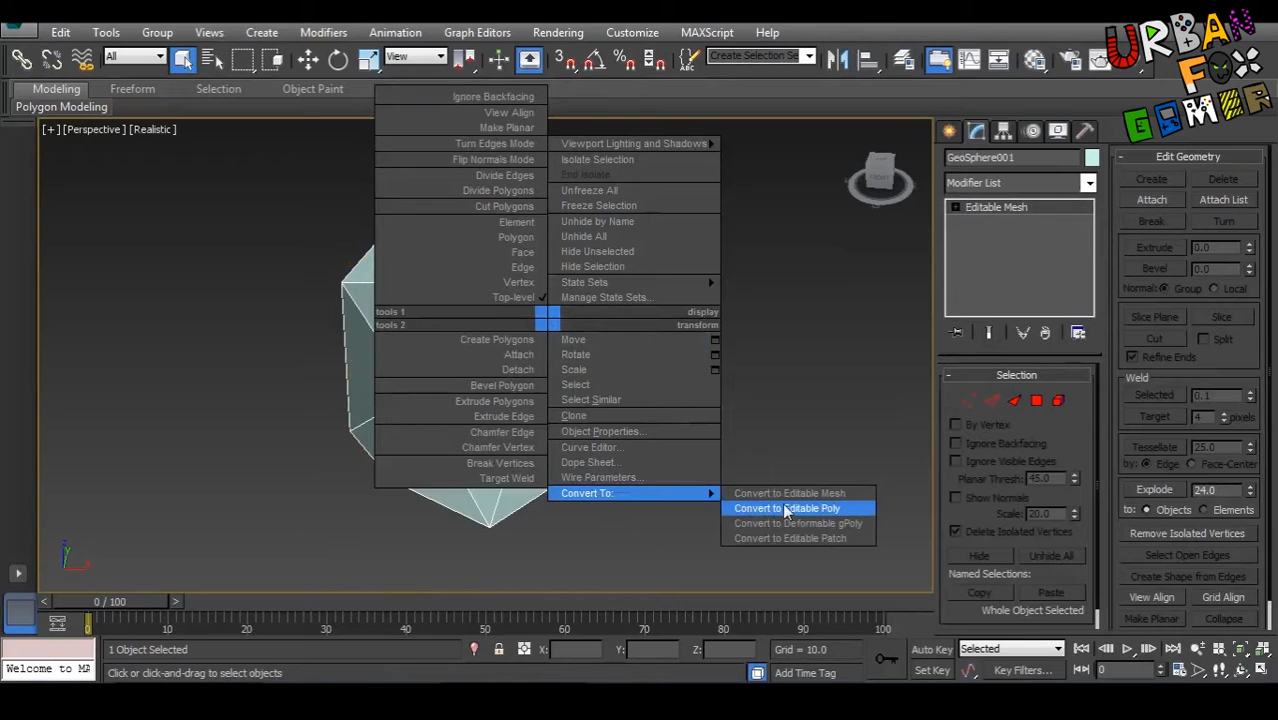 URBAN
FOX
GAMER
Edit Tools Group Views Create Modifiers Animation Graph Editors Rendering Customize MAXScript Help
All View Create Selection Se
Modeling Freeform Selection Object Paint
Polygon Modeling
[+] [Perspective] [Realistic]
Ignore Backfacing
View Align
Make Planar
Turn Edges Mode
Flip Normals Mode
Divide Edges
Divide Polygons
Cut Polygons
Element
Polygon
Face
Edge
Vertex
Top-level
tools 1
tools 2
Create Polygons
Attach
Detach
Bevel Polygon
Extrude Polygons
Extrude Edge
Chamfer Edge
Chamfer Vertex
Break Vertices
Target Weld
Viewport Lighting and Shadows
Isolate Selection
End Isolate
Unfreeze All
Freeze Selection
Unhide by Name
Unhide All
Hide Unselected
Hide Selection
State Sets
Manage State Sets...
display
transform
Move
Rotate
Scale
Select
Select Similar
Clone
Object Properties...
Curve Editor...
Dope Sheet...
Wire Parameters...
Convert To:
Convert to Editable Mesh
Convert to Editable Poly
Convert to Deformable gPoly
Convert to Editable Patch
FRONT
GeoSphere001
Modifier List
Editable Mesh
Selection
By Vertex
Ignore Backfacing
Ignore Visible Edges
Planar Thresh: 45.0
Show Normals
Scale: 20.0
Delete Isolated Vertices
Hide Unhide All
Named Selections:
Copy Paste
Whole Object Selected
Edit Geometry
Create Delete
Attach Attach List
Break Turn
Extrude 0.0
Bevel 0.0
Normal: Group Local
Slice Plane Slice
Cut Split
Refine Ends
Weld
Selected 0.1
Target 4 pixels
Tessellate 25.0
by: Edge Face-Center
Explode 24.0
to: Objects Elements
Remove Isolated Vertices
Select Open Edges
Create Shape from Edges
View Align Grid Align
Make Planar Collapse
z
y
< 0 / 100 >
0 10 20 30 40 50 60 70 80 90 100
1 Object Selected X: Y: Z: Grid = 10.0 Auto Key Selected
Welcome to MA Click or click-and-drag to select objects Add Time Tag Set Key Key Filters... 0